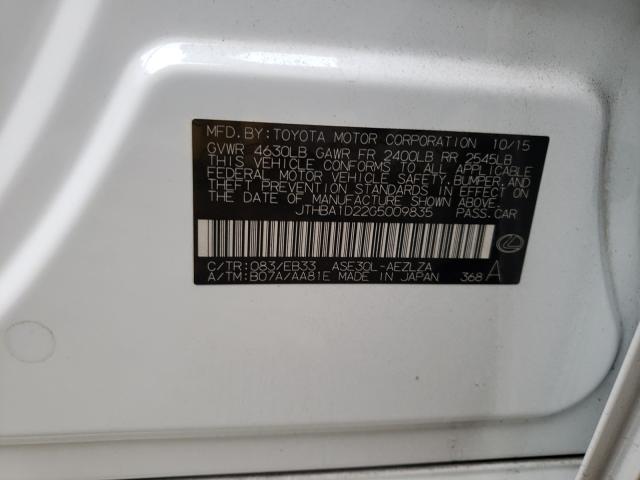 MFD.BY: TOYOTA MOTOR CORPORATION 10/15
GVWR 4630LB GAWR FR 2400LB RR 2545LB
THIS VEHICLE CONFORMS TO ALL APPLICABLE
FEDERAL MOTOR VEHICLE SAFETY, BUMPER, AND
THEFT PREVENTION STANDARDS IN EFFECT ON
THE DATE OF MANUFACTURE SHOWN ABOVE.
JTHBA1D22G5009835 PASS.CAR
C/TR: 083/EB33 ASE30L-AEZLZA
A/TM: B07A/AA81E MADE IN JAPAN 368 A